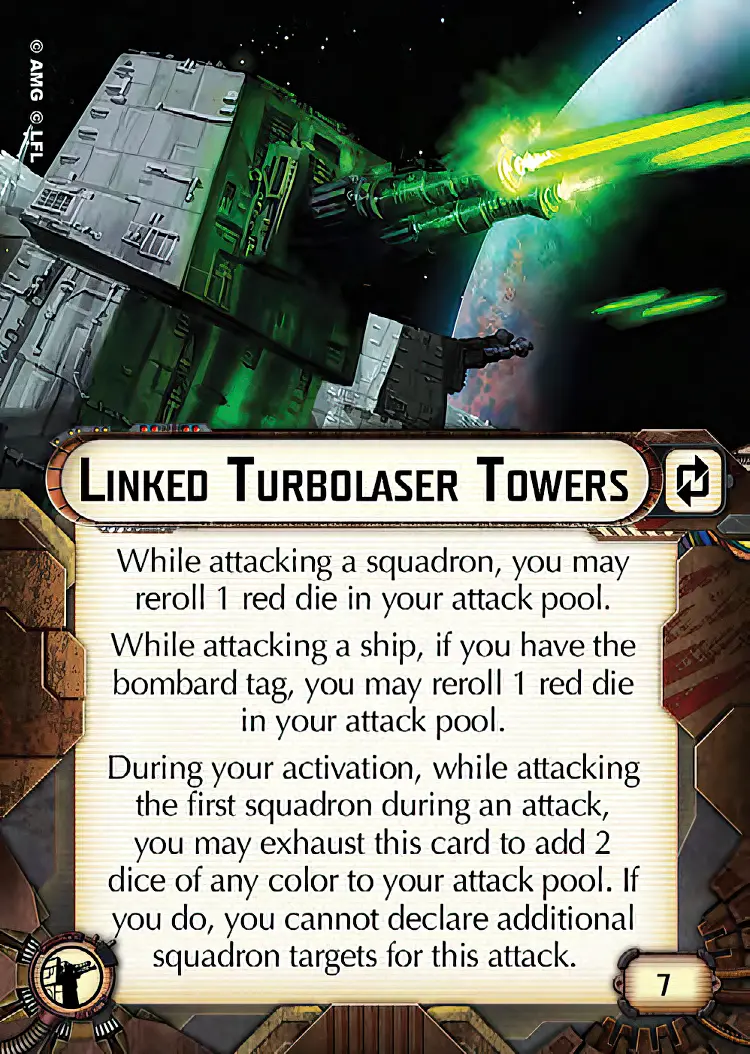 © AMG © LFL
LINKED TURBOLASER TOWERS
While attacking a squadron, you may
reroll 1 red die in your attack pool.
While attacking a ship, if you have the
bombard tag, you may reroll 1 red die
in your attack pool.
During your activation, while attacking
the first squadron during an attack,
you may exhaust this card to add 2
dice of any color to your attack pool. If
you do, you cannot declare additional
squadron targets for this attack.
7